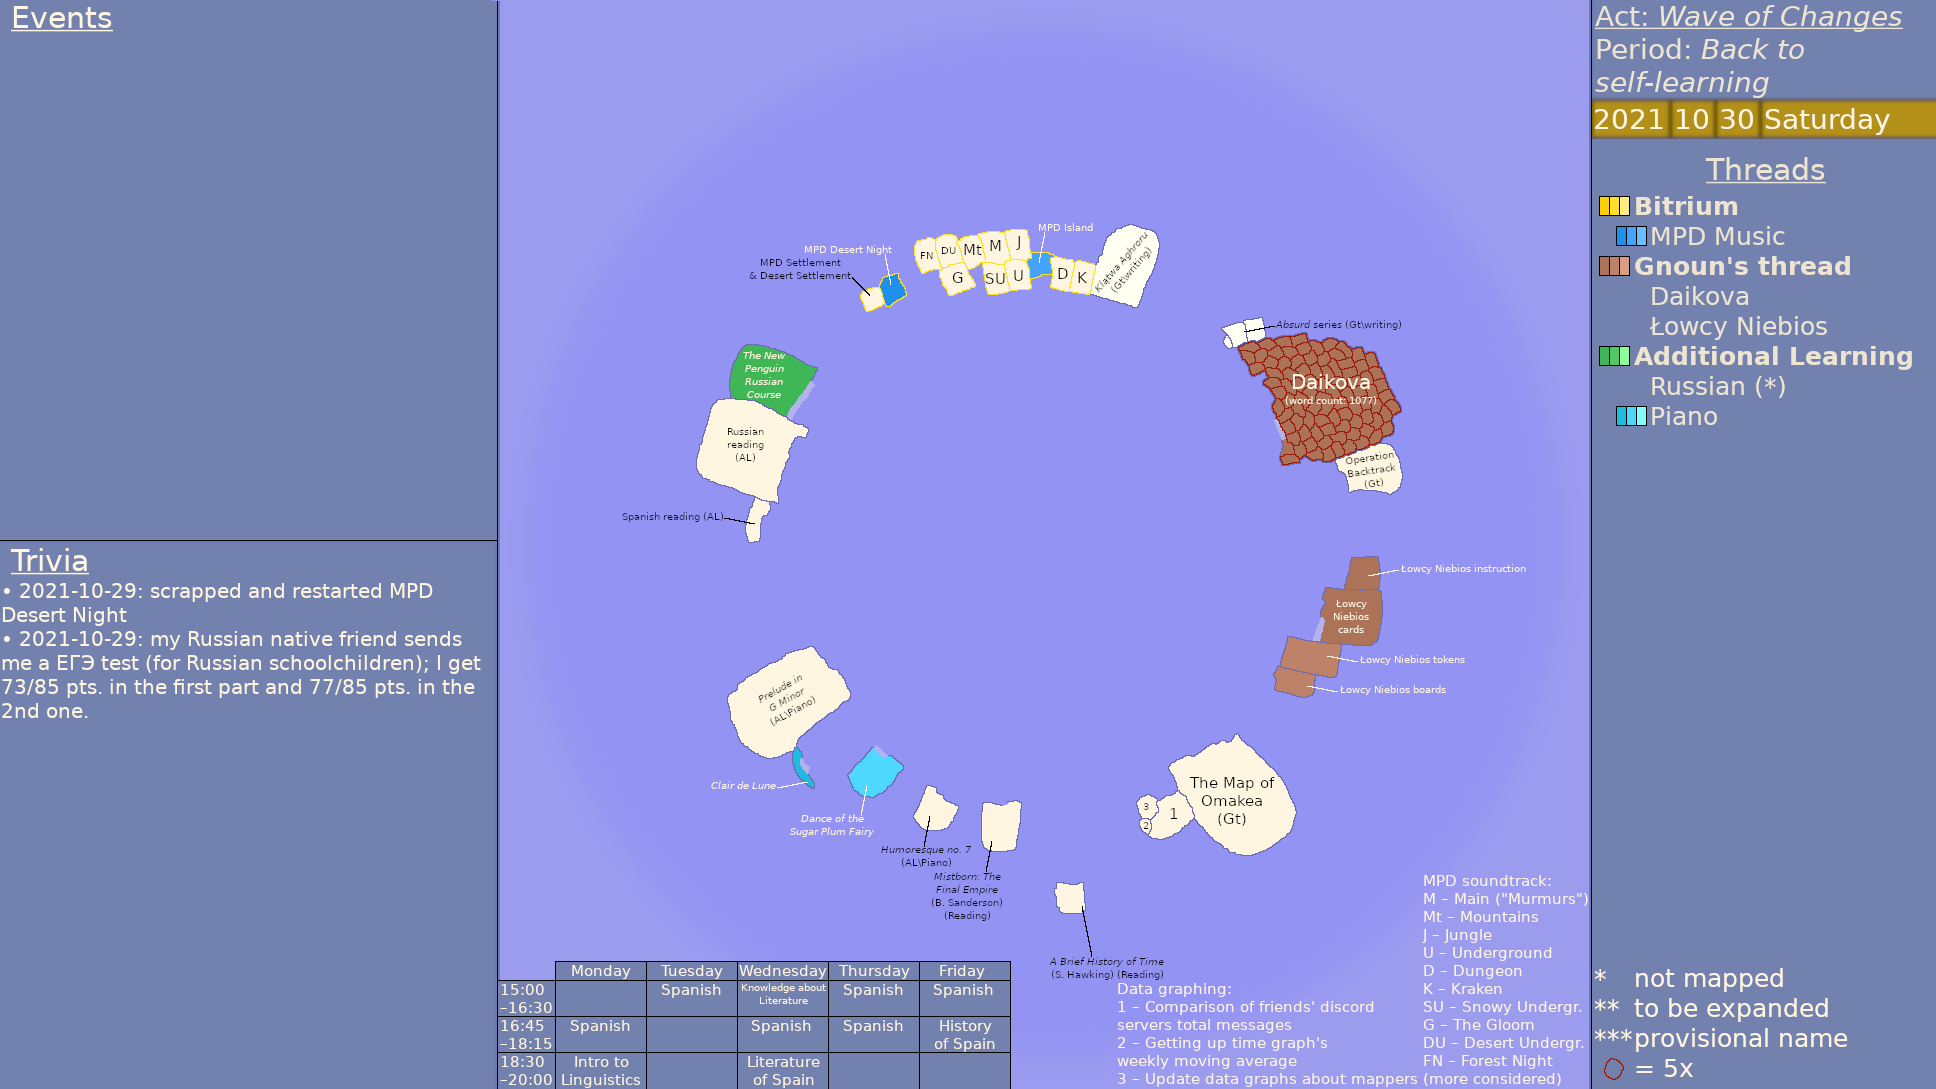 Events
Trivia
• 2021-10-29: scrapped and restarted MPD
Desert Night
• 2021-10-29: my Russian native friend sends
me a ЕГЭ test (for Russian schoolchildren); I get
73/85 pts. in the first part and 77/85 pts. in the
2nd one.
MPD Island
MPD Desert Night
MPD Settlement
& Desert Settlement
FN
DU
Mt
M
J
G
SU
U
D
K
Klątwa Aghroru
(Gt\writing)
Absurd series (Gt\writing)
Daikova
(word count: 1077)
Operation
Backtrack
(Gt)
The New
Penguin
Russian
Course
Russian
reading
(AL)
Spanish reading (AL)
Łowcy Niebios instruction
Łowcy
Niebios
cards
Łowcy Niebios tokens
Łowcy Niebios boards
Prelude in
G Minor
(AL\Piano)
Clair de Lune
Dance of the
Sugar Plum Fairy
Humoresque no. 7
(AL\Piano)
Mistborn: The
Final Empire
(B. Sanderson)
(Reading)
The Map of
Omakea
(Gt)
3
1
2
A Brief History of Time
(S. Hawking) (Reading)
Monday Tuesday Wednesday Thursday Friday
15:00
–16:30
Spanish
Knowledge about
Literature
Spanish
Spanish
16:45
–18:15
Spanish
Spanish
Spanish
History
of Spain
18:30
–20:00
Intro to
Linguistics
Literature
of Spain
Data graphing:
1 – Comparison of friends' discord
servers total messages
2 – Getting up time graph's
weekly moving average
3 – Update data graphs about mappers
MPD soundtrack:
M – Main ("Murmurs")
Mt – Mountains
J – Jungle
U – Underground
D – Dungeon
K – Kraken
SU – Snowy Undergr.
G – The Gloom
DU – Desert Undergr.
FN – Forest Night
(more considered)
Act: Wave of Changes
Period: Back to
self-learning
2021 10 30 Saturday
Threads
Bitrium
MPD Music
Gnoun's thread
Daikova
Łowcy Niebios
Additional Learning
Russian (*)
Piano
* not mapped
** to be expanded
*** provisional name
= 5x